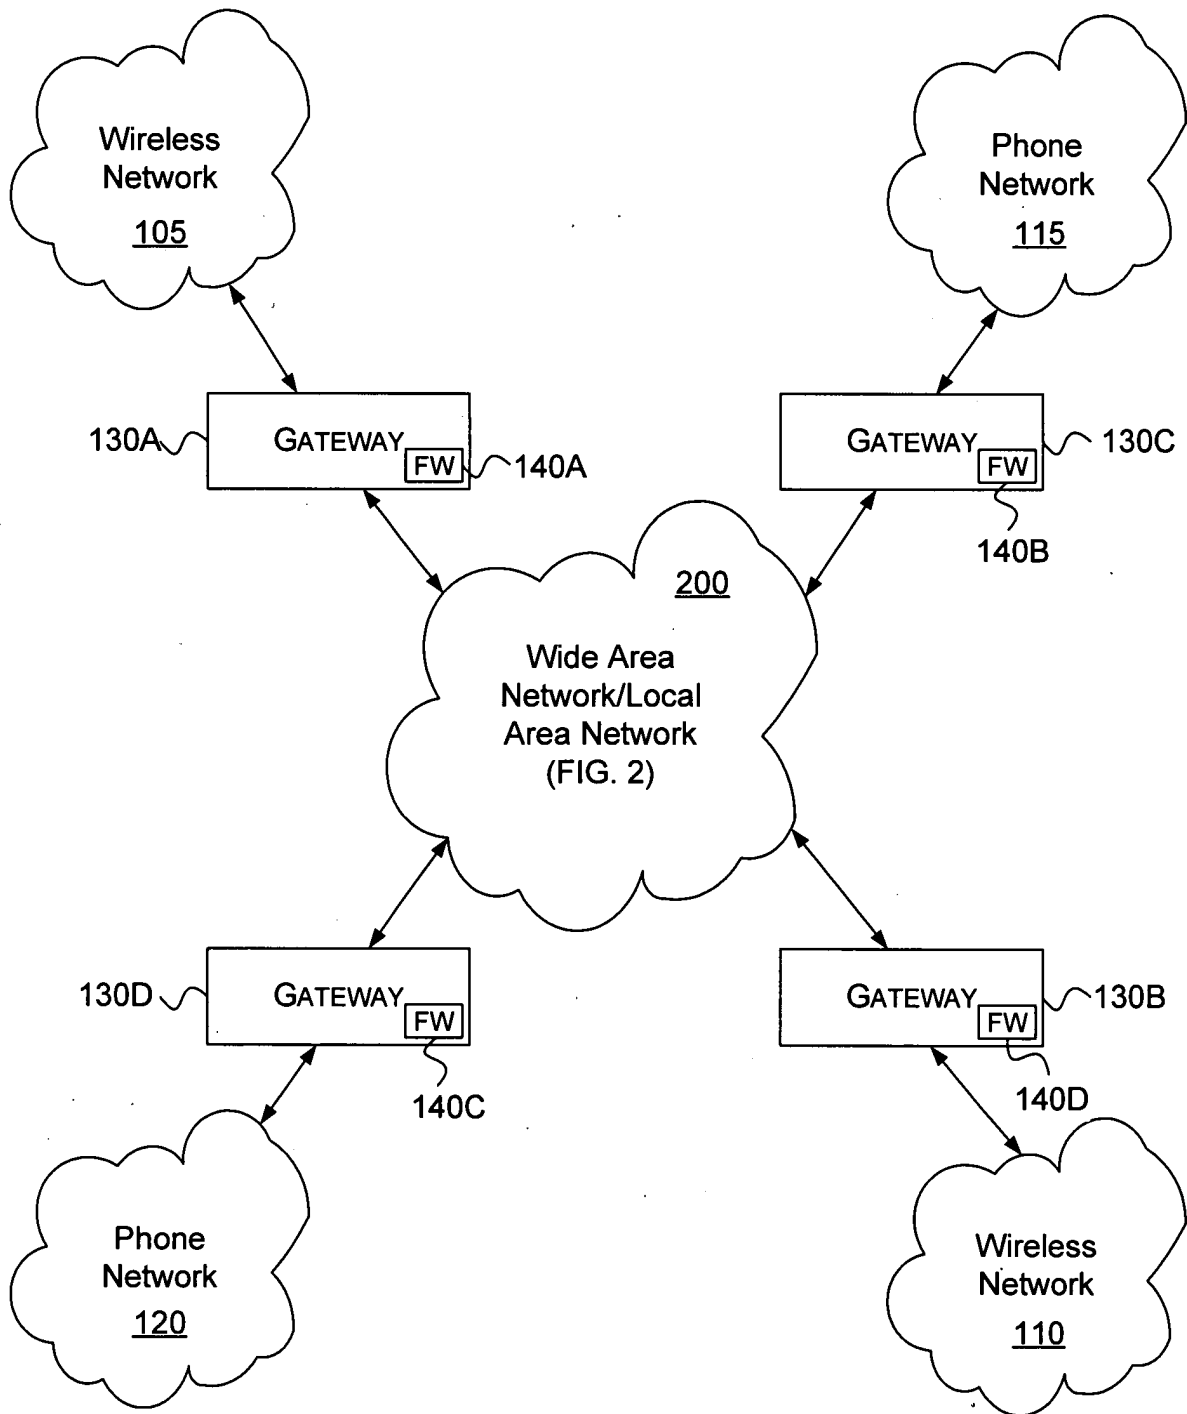 Wireless
Network
105
Phone
Network
115
130A
GATEWAY
FW
140A
GATEWAY
FW
130C
140B
200
Wide Area
Network/Local
Area Network
(FIG. 2)
130D
GATEWAY
FW
140C
GATEWAY
FW
130B
140D
Phone
Network
120
Wireless
Network
110